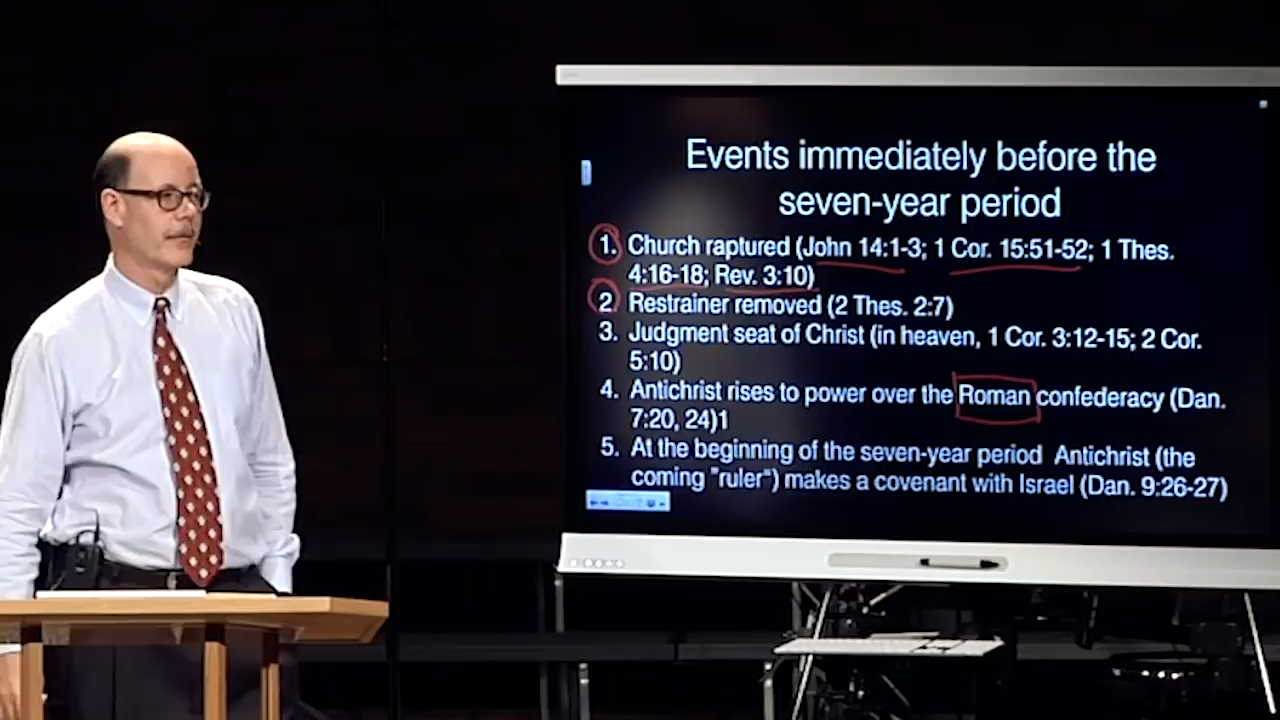 Events immediately before the
seven-year period
1. Church raptured (John 14:1-3; 1 Cor. 15:51-52; 1 Thes.
4:16-18; Rev. 3:10)
2. Restrainer removed (2 Thes. 2:7)
3. Judgment seat of Christ (in heaven, 1 Cor. 3:12-15; 2 Cor.
5:10)
4. Antichrist rises to power over the Roman confederacy (Dan.
7:20, 24)1
5. At the beginning of the seven-year period Antichrist (the
coming "ruler") makes a covenant with Israel (Dan. 9:26-27)